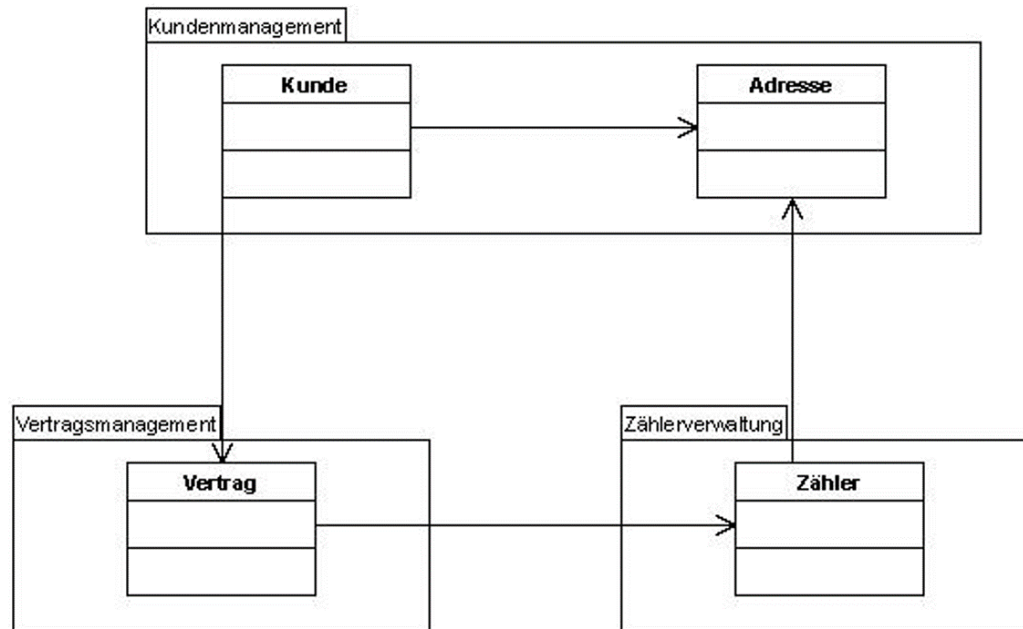 Kundenmanagement
Kunde
Adresse
Vertragsmanagement
Zählerverwaltung
Vertrag
Zähler